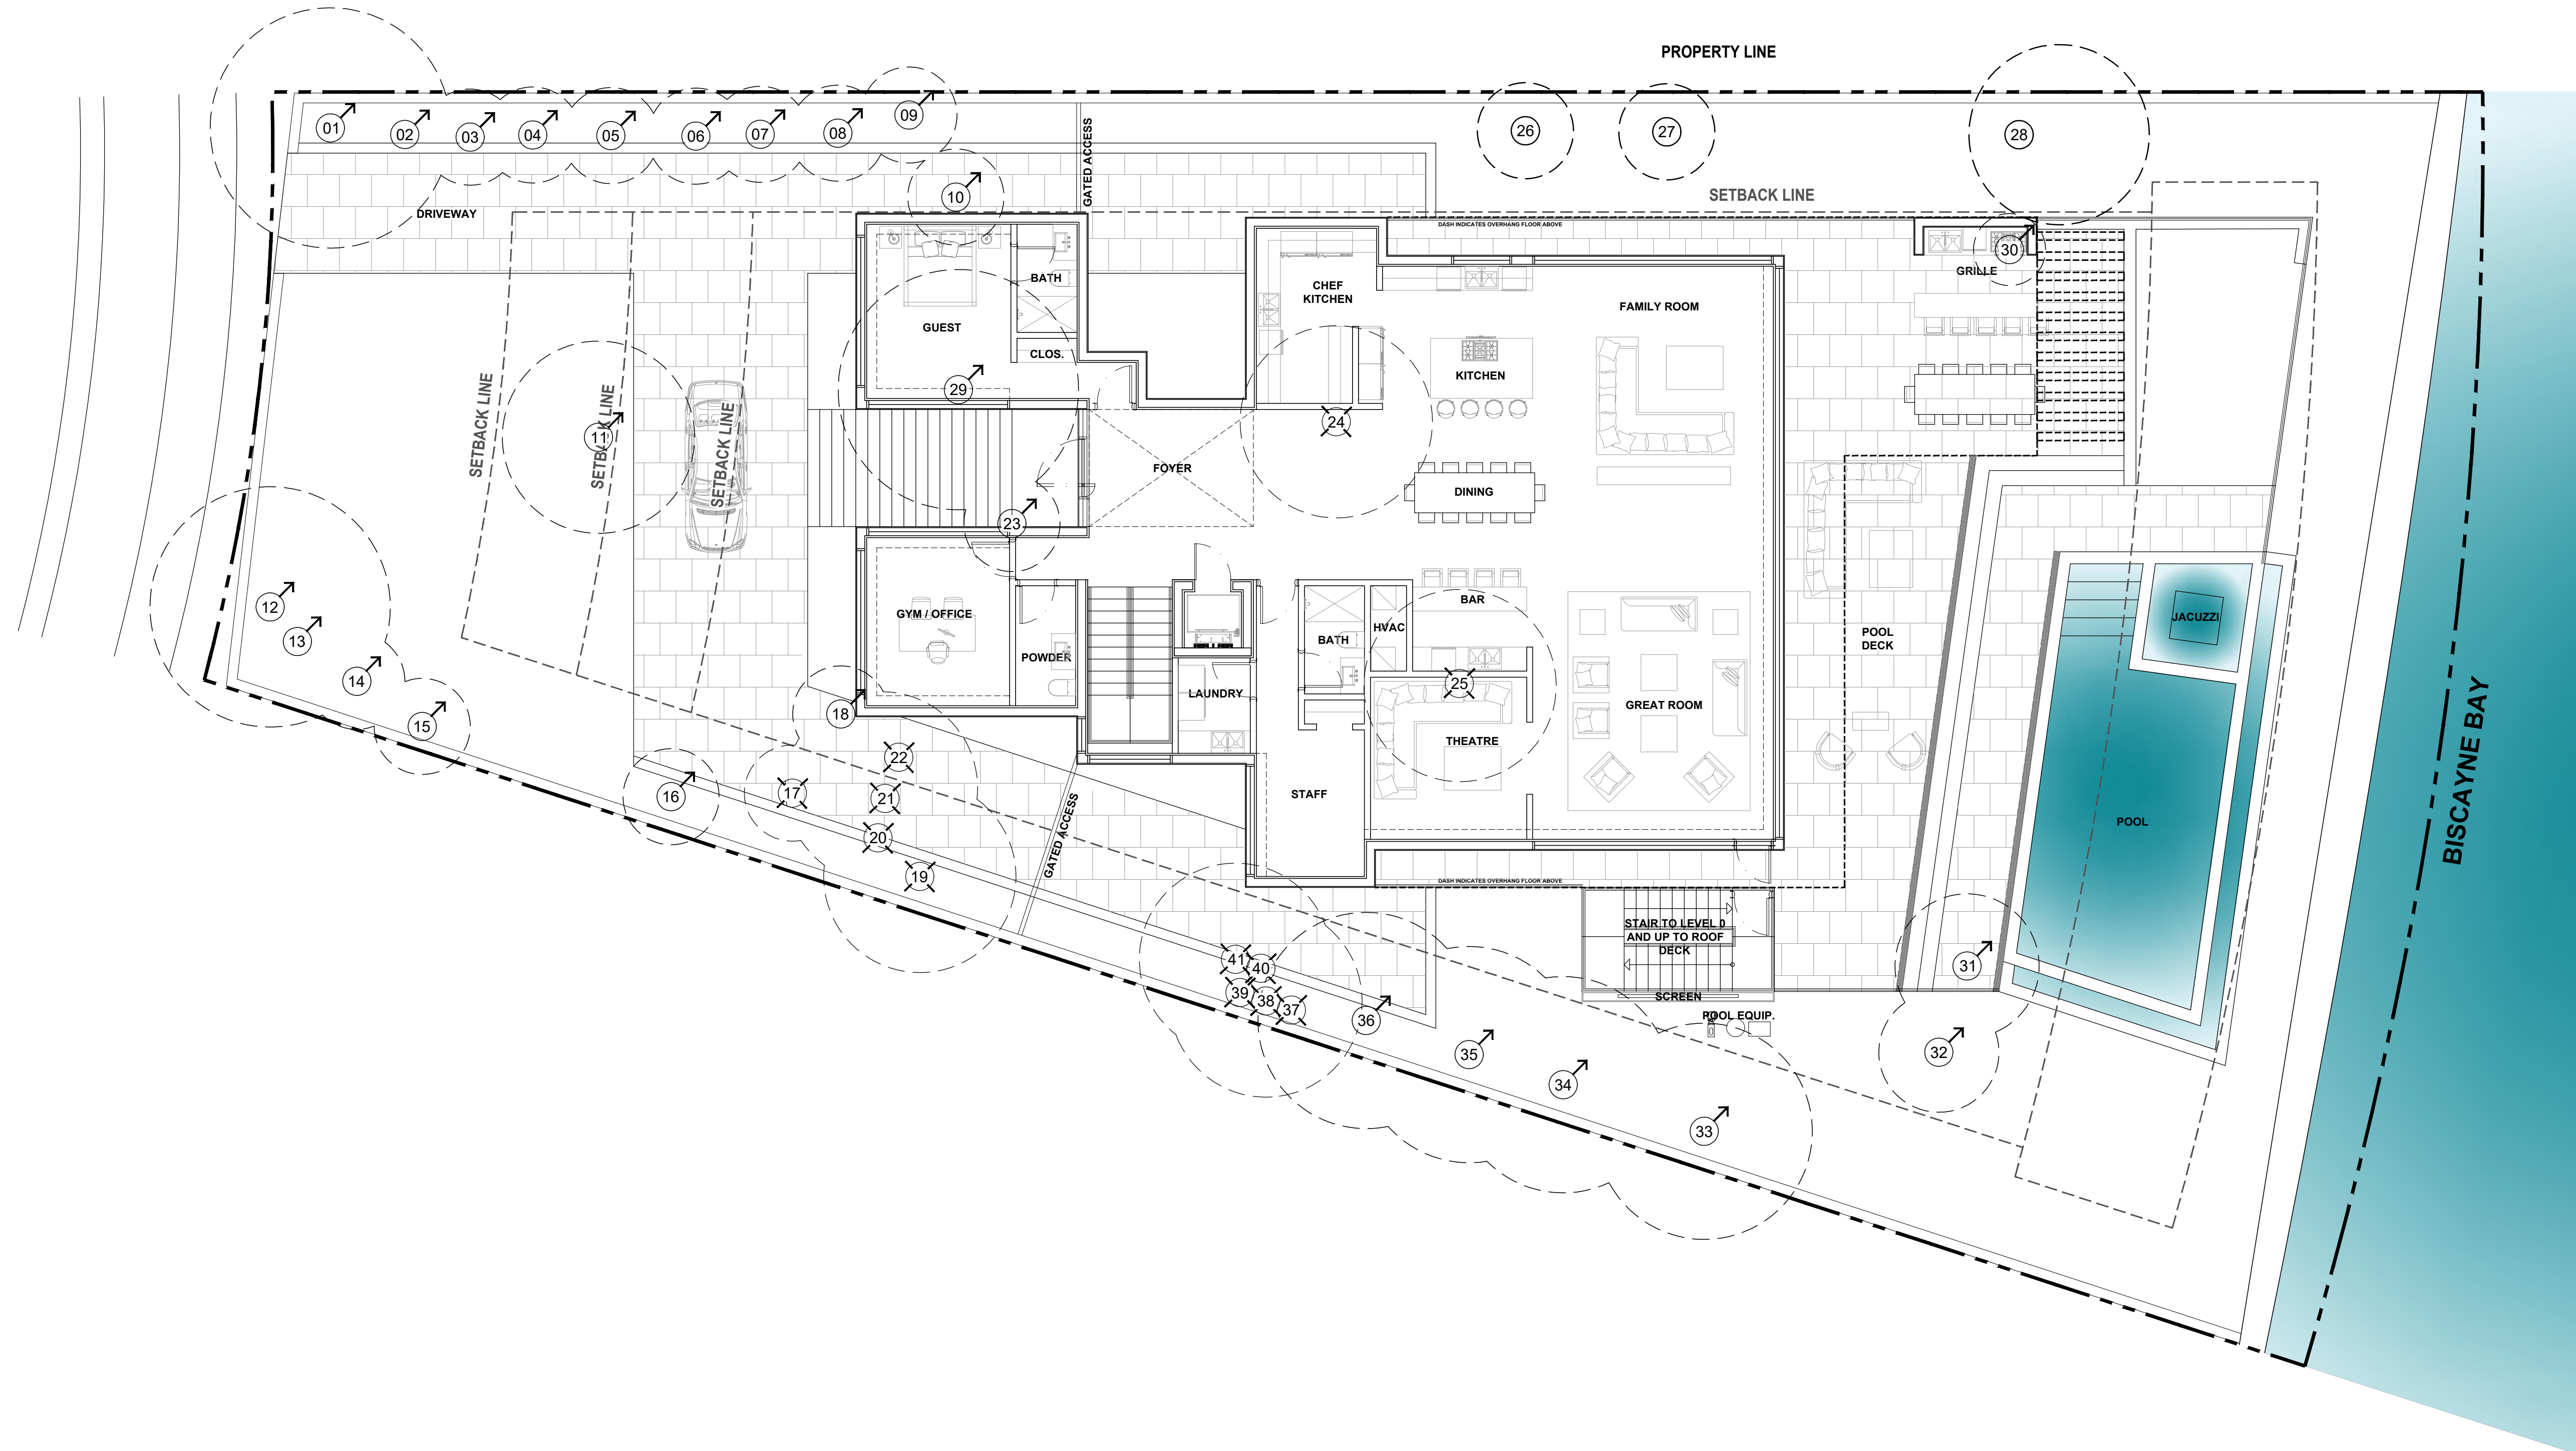 PROPERTY LINE
01
02
03
04
05
06
07
08
09
26
27
28
GATED ACCESS
10
SETBACK LINE
DRIVEWAY
DASH INDICATES OVERHANG FLOOR ABOVE
30
GRILLE
BATH
CHEF
KITCHEN
FAMILY ROOM
GUEST
CLOS.
KITCHEN
29
24
SETBACK LINE
SETBACK LINE
SETBACK LINE
11
FOYER
DINING
23
12
13
14
15
GYM / OFFICE
POWDER
BATH
HVAC
BAR
JACUZZI
POOL
DECK
LAUNDRY
25
GREAT ROOM
THEATRE
18
22
17
21
16
20
19
STAFF
GATED ACCESS
POOL
BISCAYNE BAY
DASH INDICATES OVERHANG FLOOR ABOVE
STAIR TO LEVEL 0
AND UP TO ROOF
DECK
SCREEN
POOL EQUIP.
41
40
39
38
37
36
31
32
35
34
33